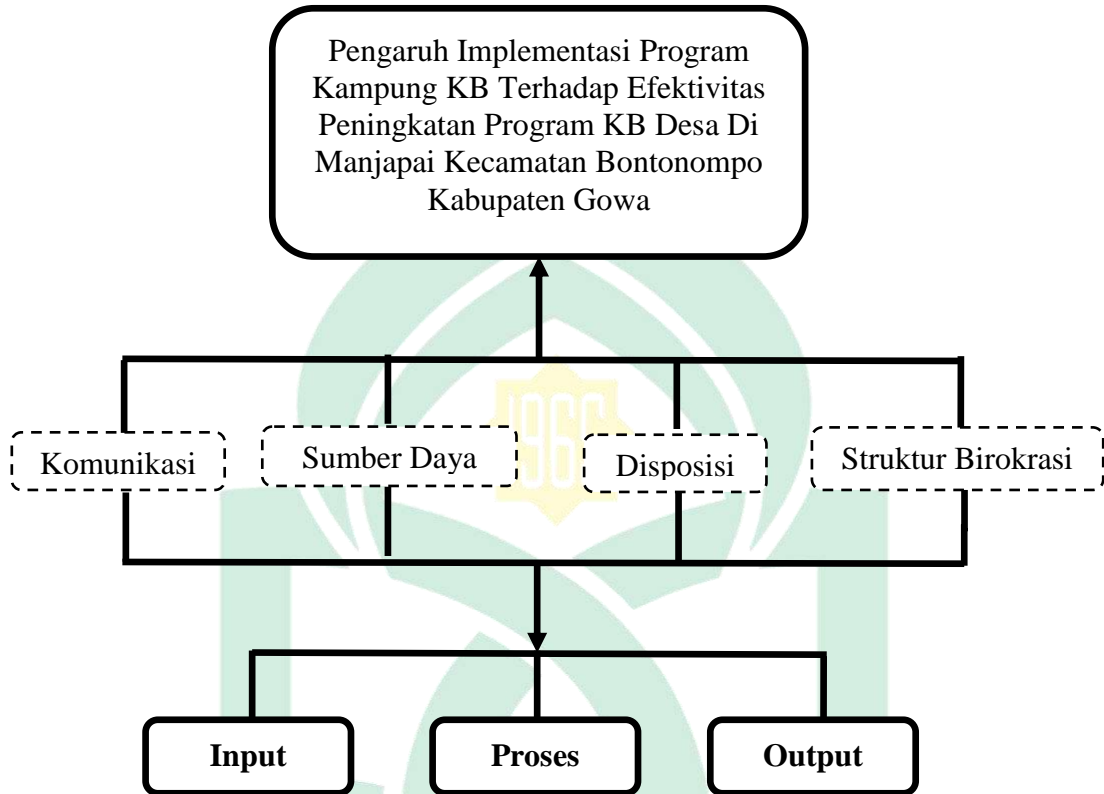 Pengaruh Implementasi Program
Kampung KB Terhadap Efektivitas
Peningkatan Program KB Desa Di
Manjapai Kecamatan Bontonompo
Kabupaten Gowa
1966
Komunikasi
Sumber Daya
Disposisi
Struktur Birokrasi
Input
Proses
Output